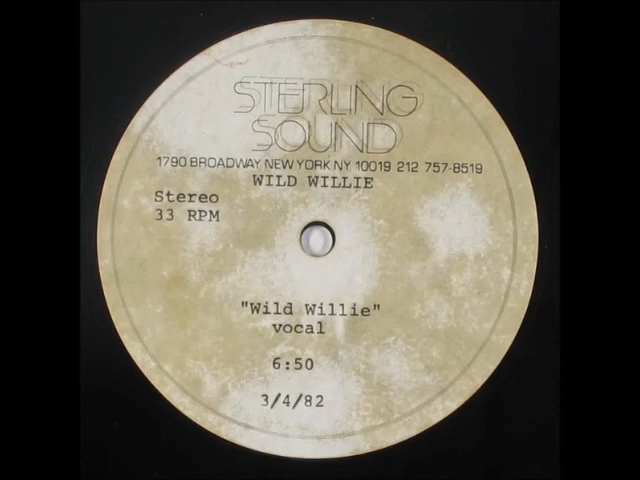 STERLING
SOUND
1790 BROADWAY NEW YORK NY 10019 212 757-8519
WILD WILLIE
Stereo
33 RPM
"Wild Willie"
vocal
6:50
3/4/82